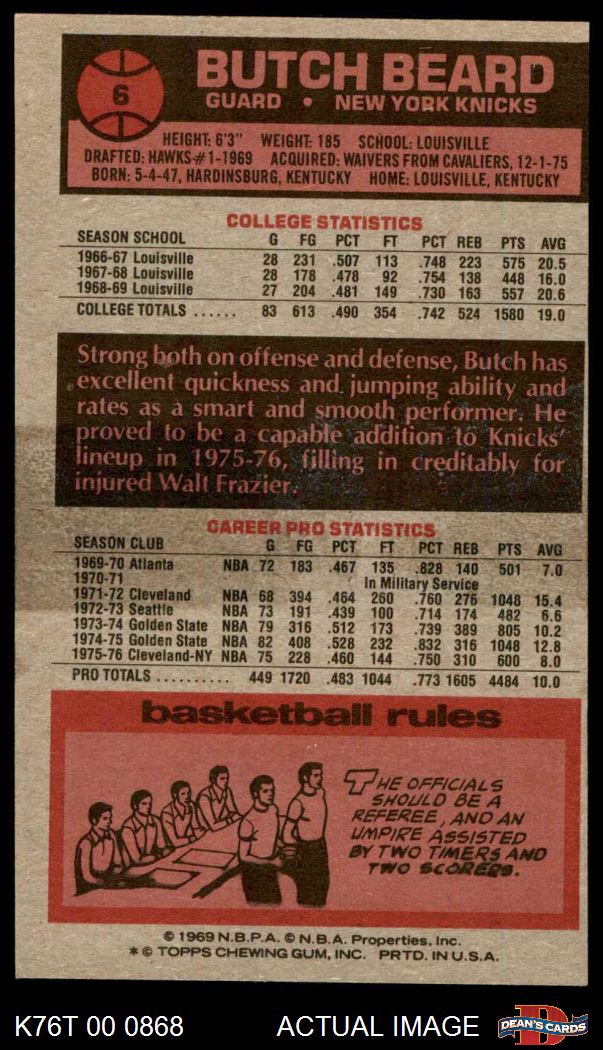 6
BUTCH BEARD
GUARD • NEW YORK KNICKS
HEIGHT: 6'3" WEIGHT: 185 SCHOOL: LOUISVILLE
DRAFTED: HAWKS-#1-1969 ACQUIRED: WAIVERS FROM CAVALIERS, 12-1-75
BORN: 5-4-47, HARDINSBURG, KENTUCKY HOME: LOUISVILLE, KENTUCKY
COLLEGE STATISTICS
SEASON SCHOOL G FG PCT FT PCT REB PTS AVG
1966-67 Louisville 28 231 .507 113 .748 223 575 20.5
1967-68 Louisville 28 178 .478 92 .754 138 448 16.0
1968-69 Louisville 27 204 .481 149 .730 163 557 20.6
COLLEGE TOTALS ...... 83 613 .490 354 .742 524 1580 19.0
Strong both on offense and defense, Butch has
excellent quickness and jumping ability and
rates as a smart and smooth performer. He
proved to be a capable addition to Knicks'
lineup in 1975-76, filling in creditably for
injured Walt Frazier.
CAREER PRO STATISTICS
SEASON CLUB G FG PCT FT PCT REB PTS AVG
1969-70 Atlanta NBA 72 183 .467 135 .828 140 501 7.0
1970-71 In Military Service
1971-72 Cleveland NBA 68 394 .464 260 .760 276 1048 15.4
1972-73 Seattle NBA 73 191 .439 100 .714 174 482 6.6
1973-74 Golden State NBA 79 316 .512 173 .739 389 805 10.2
1974-75 Golden State NBA 82 408 .528 232 .832 316 1048 12.8
1975-76 Cleveland-NY NBA 75 228 .460 144 .750 310 600 8.0
PRO TOTALS .......... 449 1720 .483 1044 .773 1605 4484 10.0
basketball rules
THE OFFICIALS
SHOULD BE A
REFEREE, AND AN
UMPIRE ASSISTED
BY TWO TIMERS AND
TWO SCORERS.
© 1969 N.B.P.A. © N.B.A. Properties, Inc.
* © TOPPS CHEWING GUM, INC. PRTD. IN U.S.A.
K76T 00 0868 ACTUAL IMAGE
D
DEAN'S CARDS